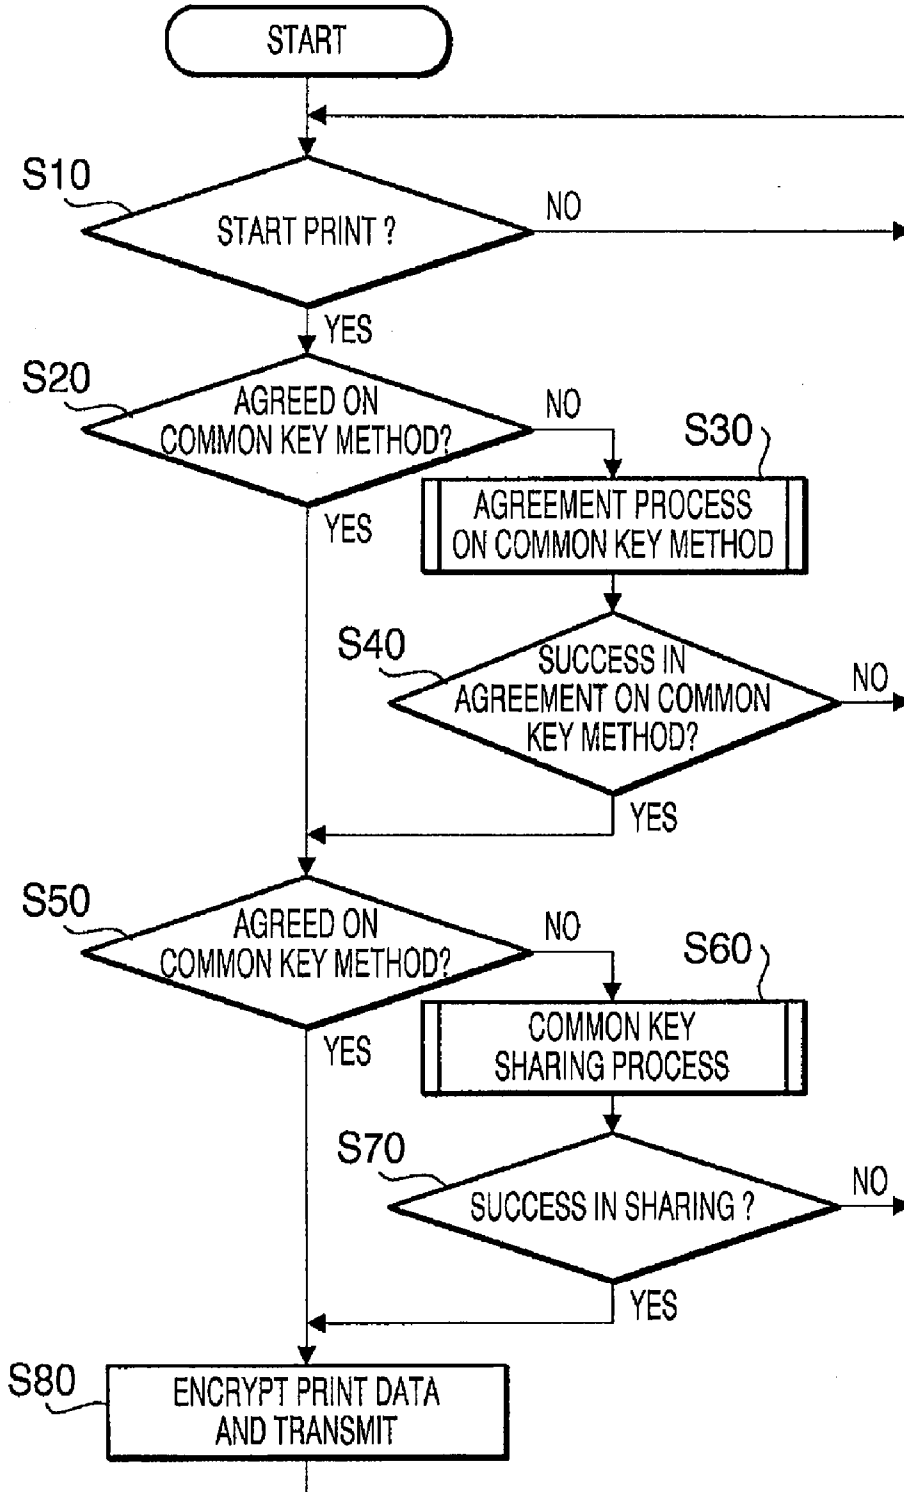 START
S10
START PRINT ?
NO
YES
S20
AGREED ON
COMMON KEY METHOD?
NO
YES
S30
AGREEMENT PROCESS
ON COMMON KEY METHOD
S40
SUCCESS IN
AGREEMENT ON COMMON
KEY METHOD?
NO
YES
S50
AGREED ON
COMMON KEY METHOD?
NO
YES
S60
COMMON KEY
SHARING PROCESS
S70
SUCCESS IN SHARING ?
NO
YES
S80
ENCRYPT PRINT DATA
AND TRANSMIT